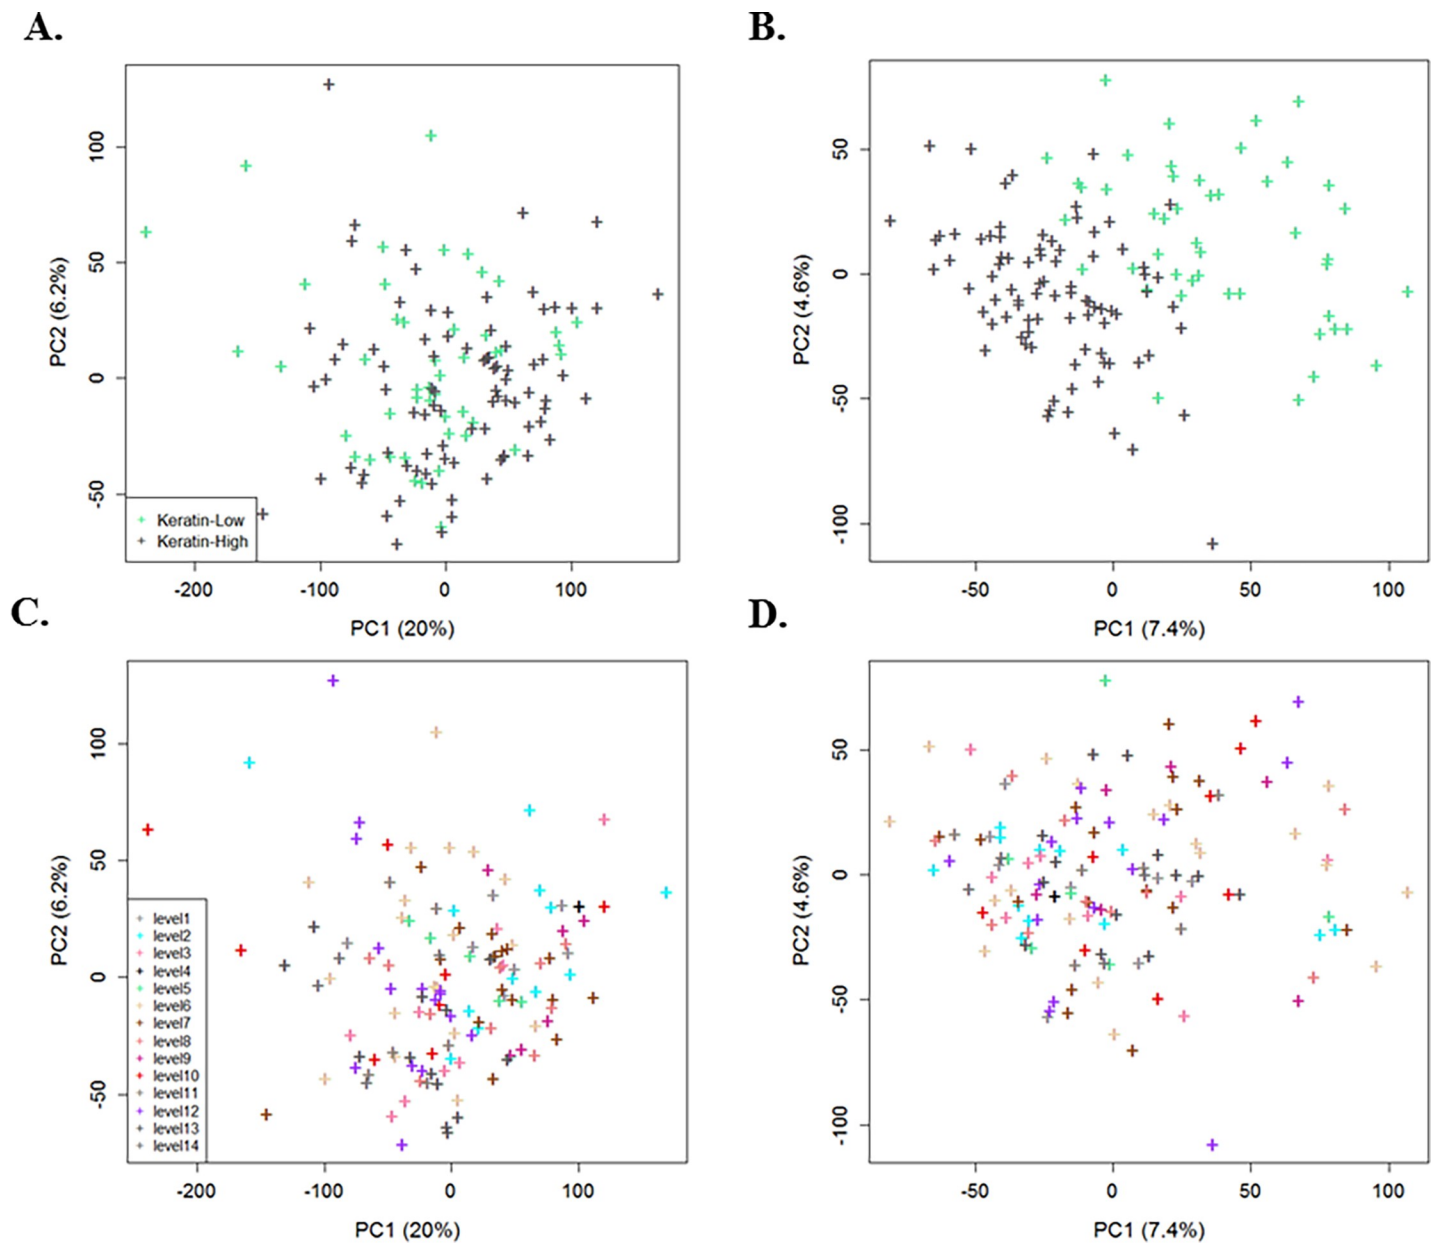 A.
B.
100
50
0
-50
PC2 (6.2%)
Keratin-Low
Keratin-High
-200
-100
0
100
PC1 (20%)
50
0
-50
-100
PC2 (4.6%)
-50
0
50
100
PC1 (7.4%)
C.
D.
100
50
0
-50
PC2 (6.2%)
level1
level2
level3
level4
level5
level6
level7
level8
level9
level10
level11
level12
level13
level14
-200
-100
0
100
PC1 (20%)
50
0
-50
-100
PC2 (4.6%)
-50
0
50
100
PC1 (7.4%)